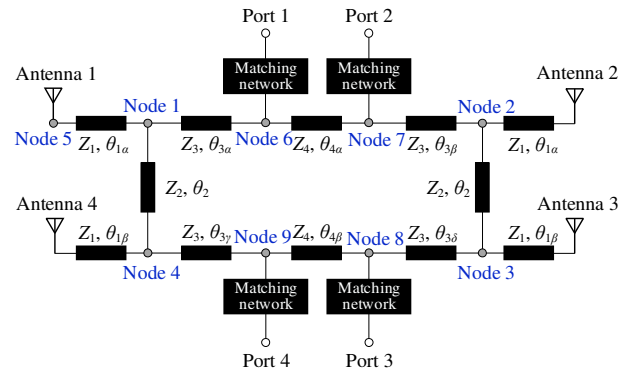 Port 1
Port 2
Antenna 1
Matching network
Matching network
Antenna 2
Node 1
Node 2
Node 5
Z₁, θ₁α
Z₃, θ₃α
Node 6
Z₄, θ₄α
Node 7
Z₃, θ₃β
Z₁, θ₁α
Z₂, θ₂
Z₂, θ₂
Antenna 4
Antenna 3
Z₁, θ₁β
Z₃, θ₃γ
Node 9
Z₄, θ₄β
Node 8
Z₃, θ₃δ
Z₁, θ₁β
Node 4
Node 3
Matching network
Matching network
Port 4
Port 3